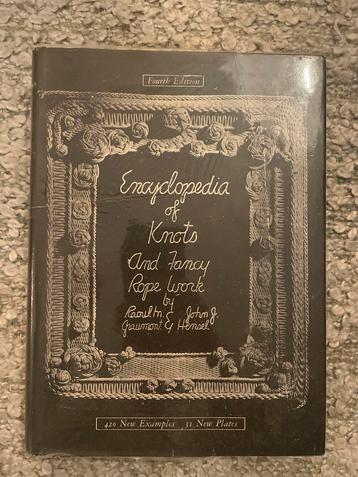 Fourth Edition
Encyclopedia
of
Knots
And Fancy
Rope Work
by
Raoul M. John J.
Graumont & Hensel
420 New Examples 31 New Plates